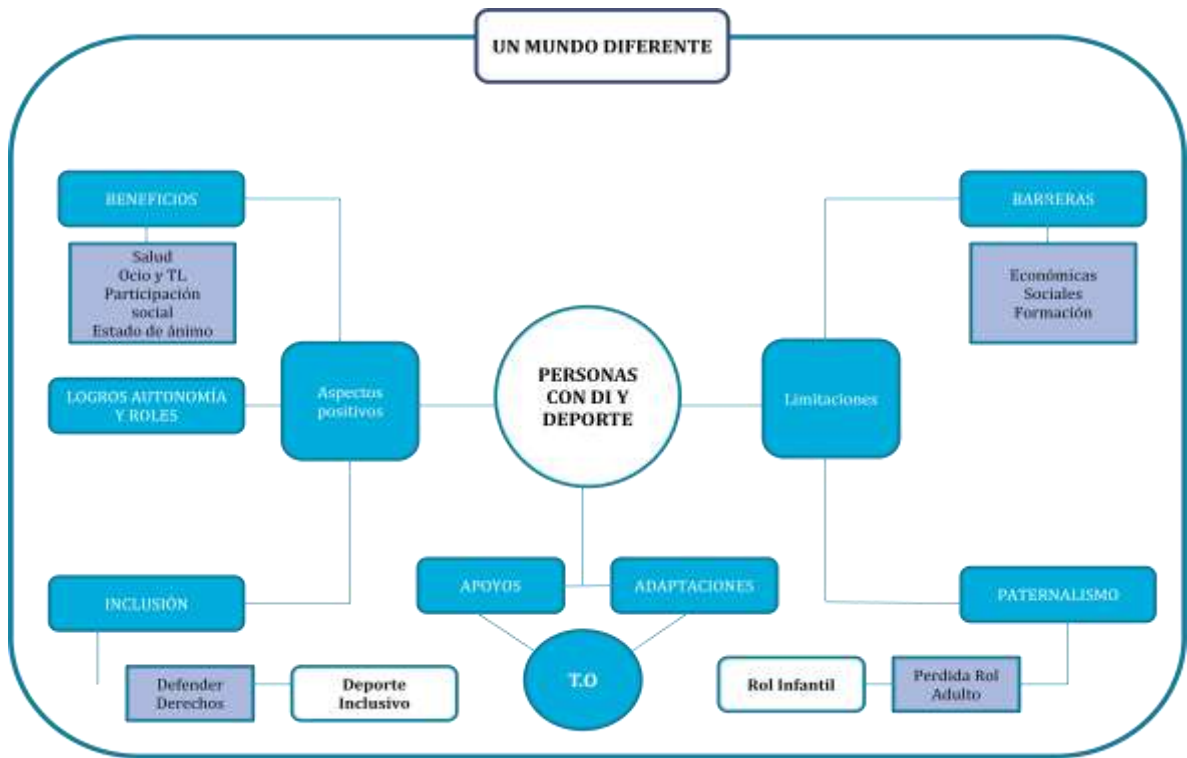 UN MUNDO DIFERENTE
BENEFICIOS
Salud
Ocio y TL
Participación
social
Estado de ánimo
LOGROS AUTONOMÍA
Y ROLES
Aspectos
positivos
INCLUSIÓN
Defender
Derechos
Deporte
Inclusivo
PERSONAS
CON DI Y
DEPORTE
APOYOS
ADAPTACIONES
T.O
BARRERAS
Económicas
Sociales
Formación
Limitaciones
PATERNALISMO
Perdida Rol
Adulto
Rol Infantil